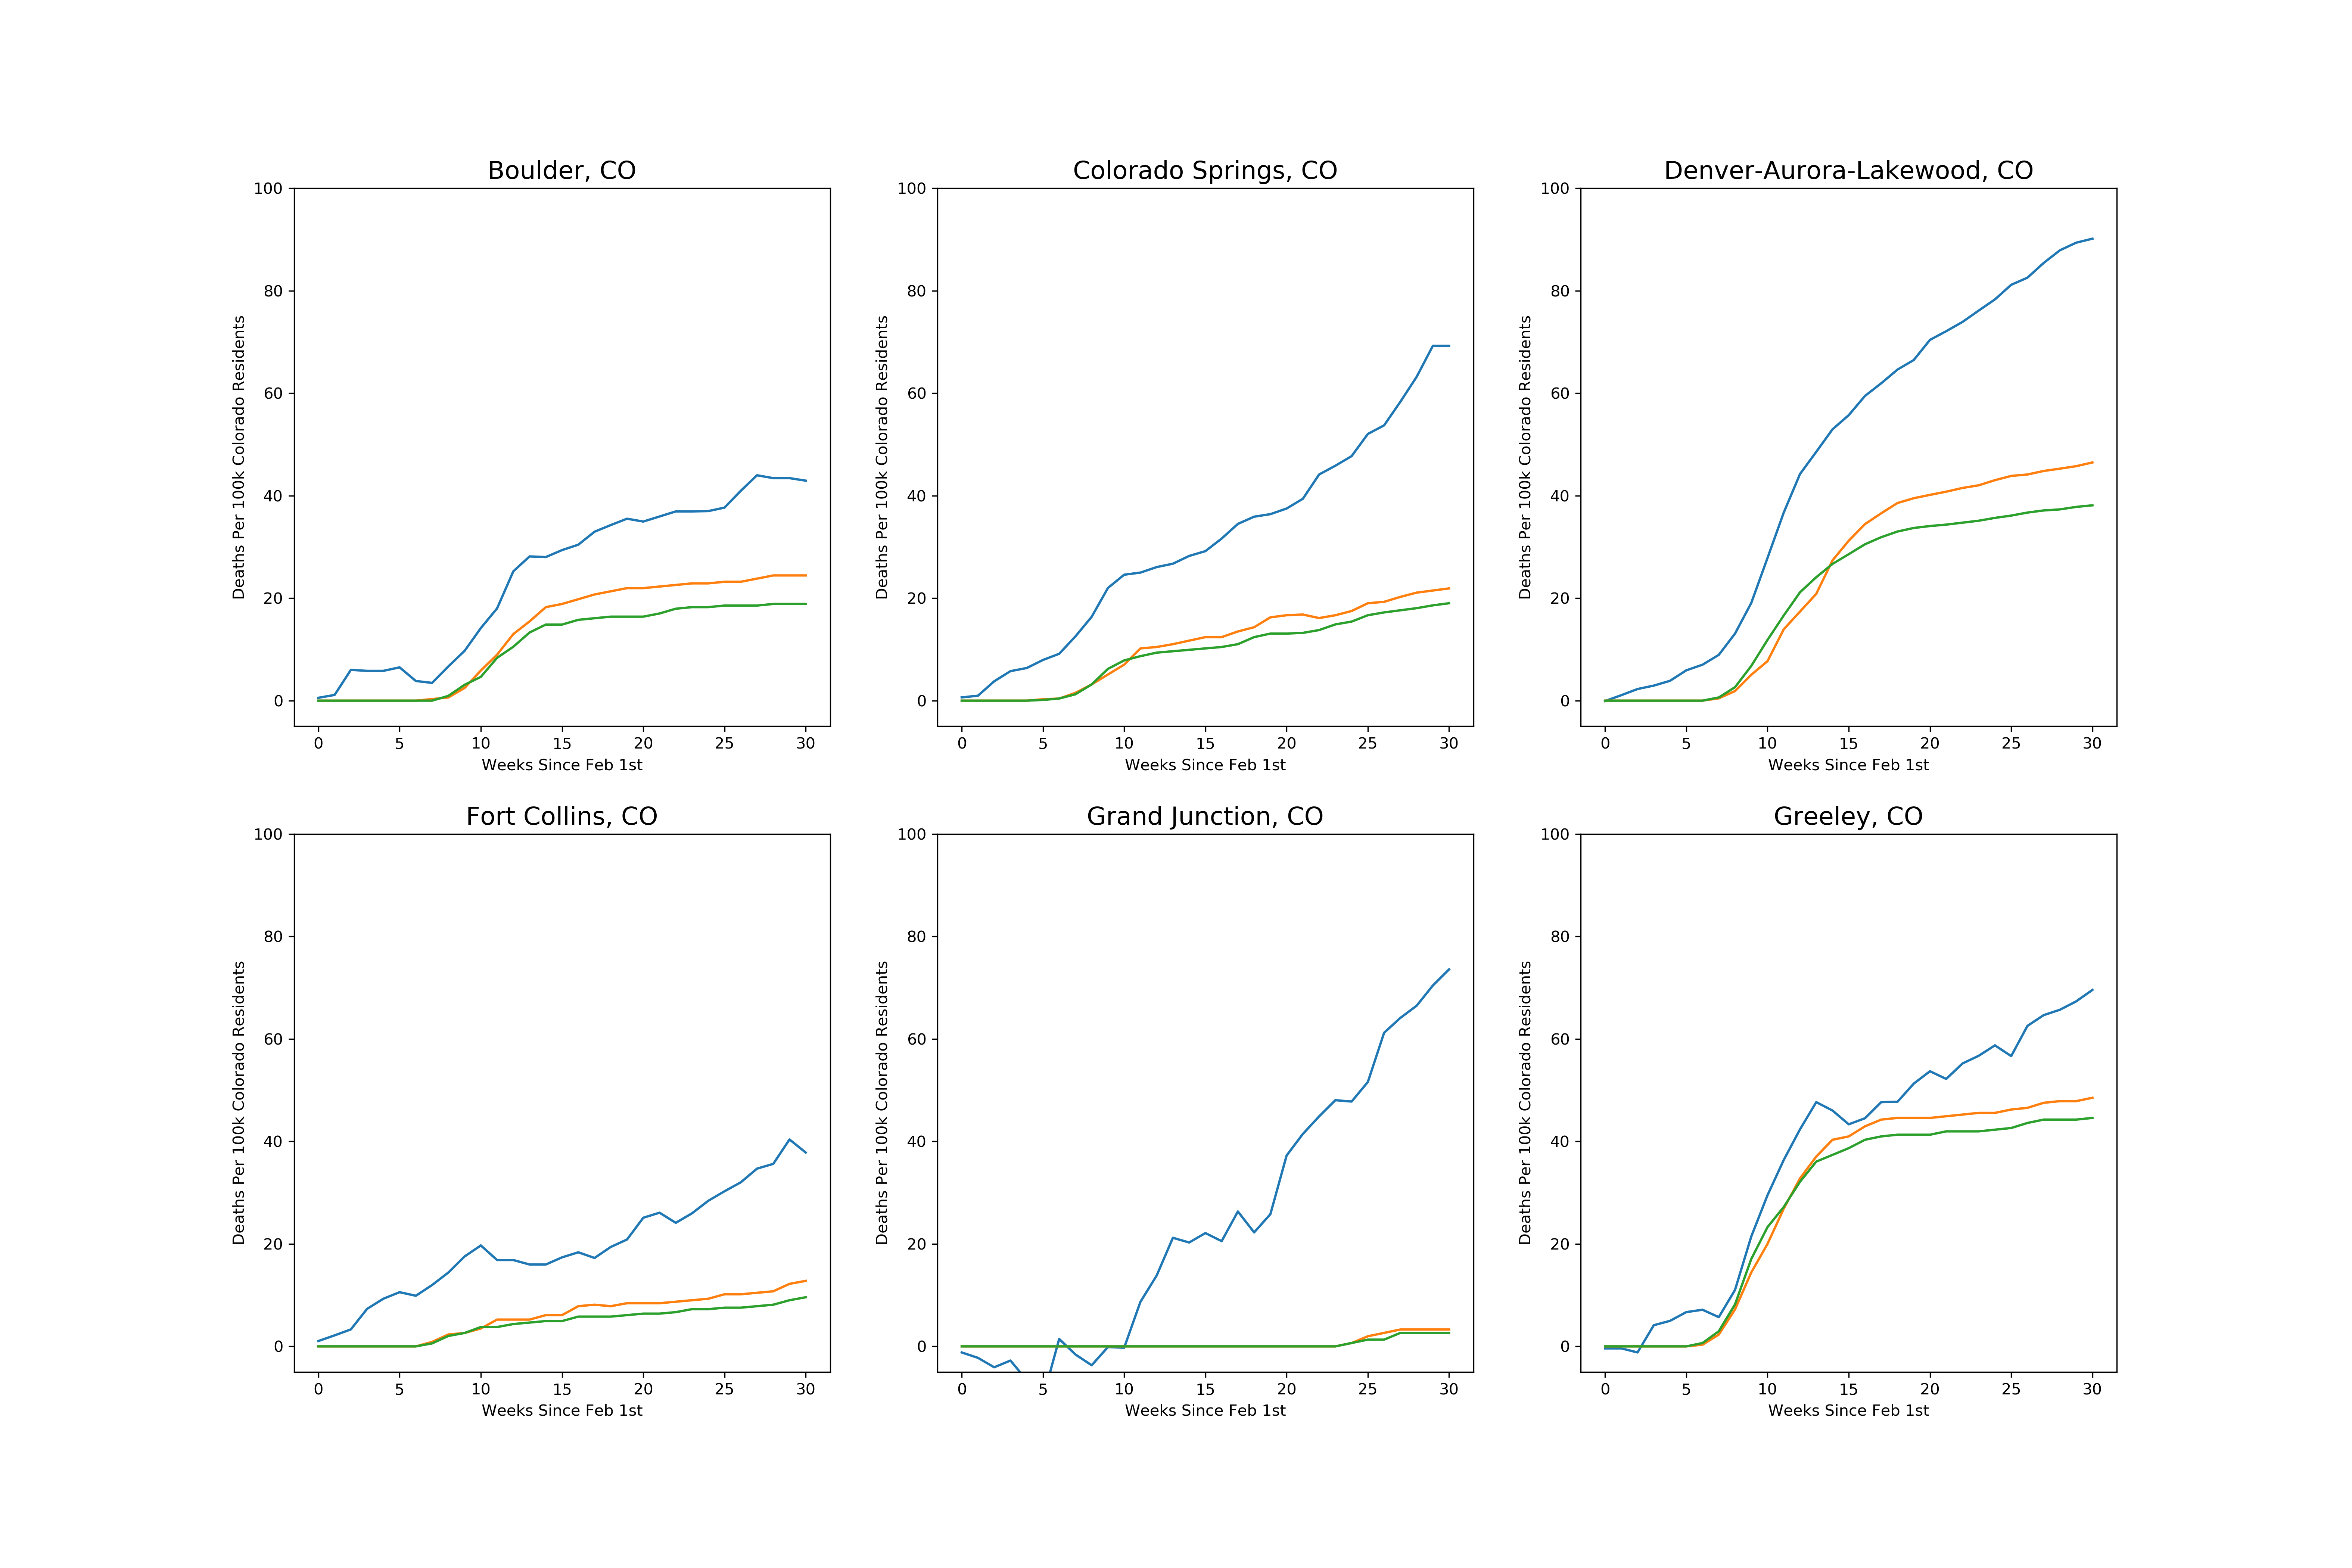 Boulder, CO
100
80
60
40
20
0
Deaths Per 100k Colorado Residents
0 5 10 15 20 25 30
Weeks Since Feb 1st
Colorado Springs, CO
100
80
60
40
20
0
Deaths Per 100k Colorado Residents
0 5 10 15 20 25 30
Weeks Since Feb 1st
Denver-Aurora-Lakewood, CO
100
80
60
40
20
0
Deaths Per 100k Colorado Residents
0 5 10 15 20 25 30
Weeks Since Feb 1st
Fort Collins, CO
100
80
60
40
20
0
Deaths Per 100k Colorado Residents
0 5 10 15 20 25 30
Weeks Since Feb 1st
Grand Junction, CO
100
80
60
40
20
0
Deaths Per 100k Colorado Residents
0 5 10 15 20 25 30
Weeks Since Feb 1st
Greeley, CO
100
80
60
40
20
0
Deaths Per 100k Colorado Residents
0 5 10 15 20 25 30
Weeks Since Feb 1st